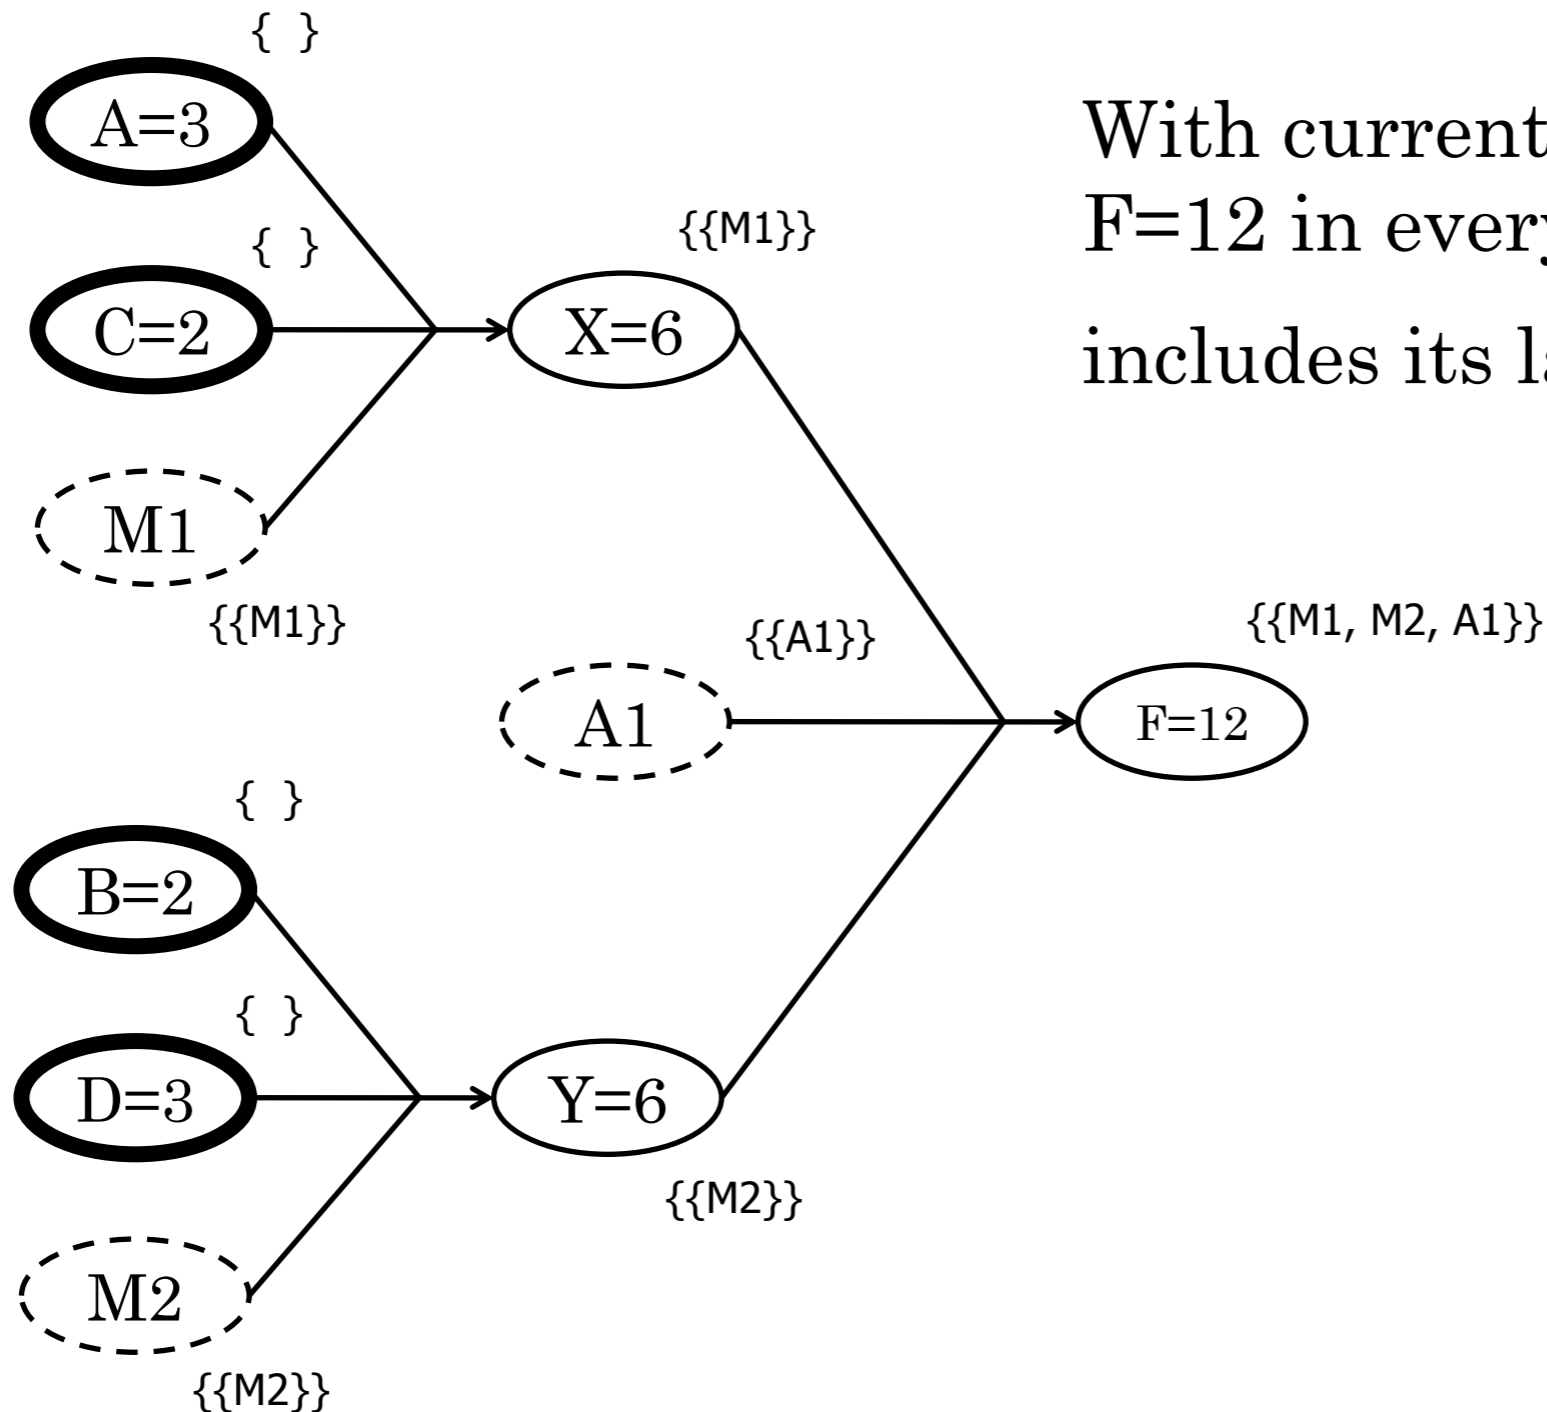 { }
A=3
With current
F=12 in every
includes its
{ }
C=2
{{M1}}
X=6
M1
{{M1}}
{{A1}}
A1
{{M1, M2, A1}}
F=12
{ }
B=2
{ }
D=3
Y=6
{{M2}}
M2
{{M2}}